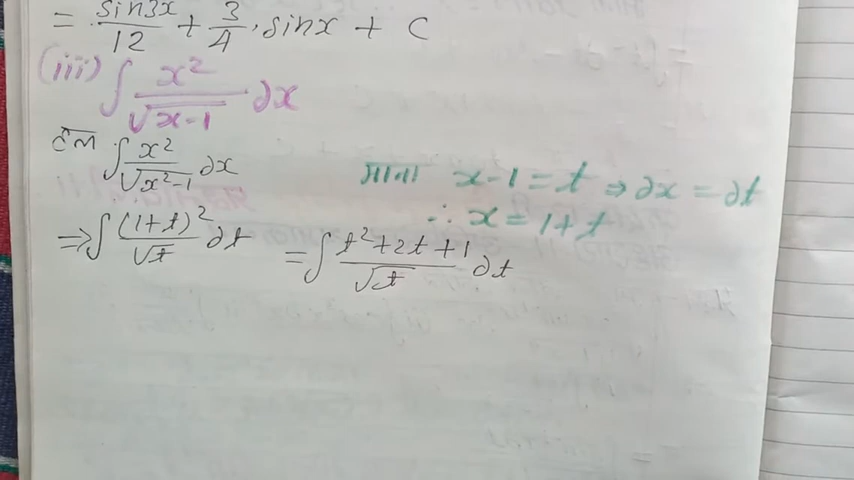 = sin3x/12 + 3/4 . sinx + C
(iii) ∫ x²/√(x-1) ∂x
हल ∫ x²/√(x²-1) ∂x
माना x-1 = t ⇒ ∂x = ∂t
∴ x = 1+t
⇒ ∫ (1+t)²/√t ∂t = ∫ (t²+2t+1)/√t ∂t